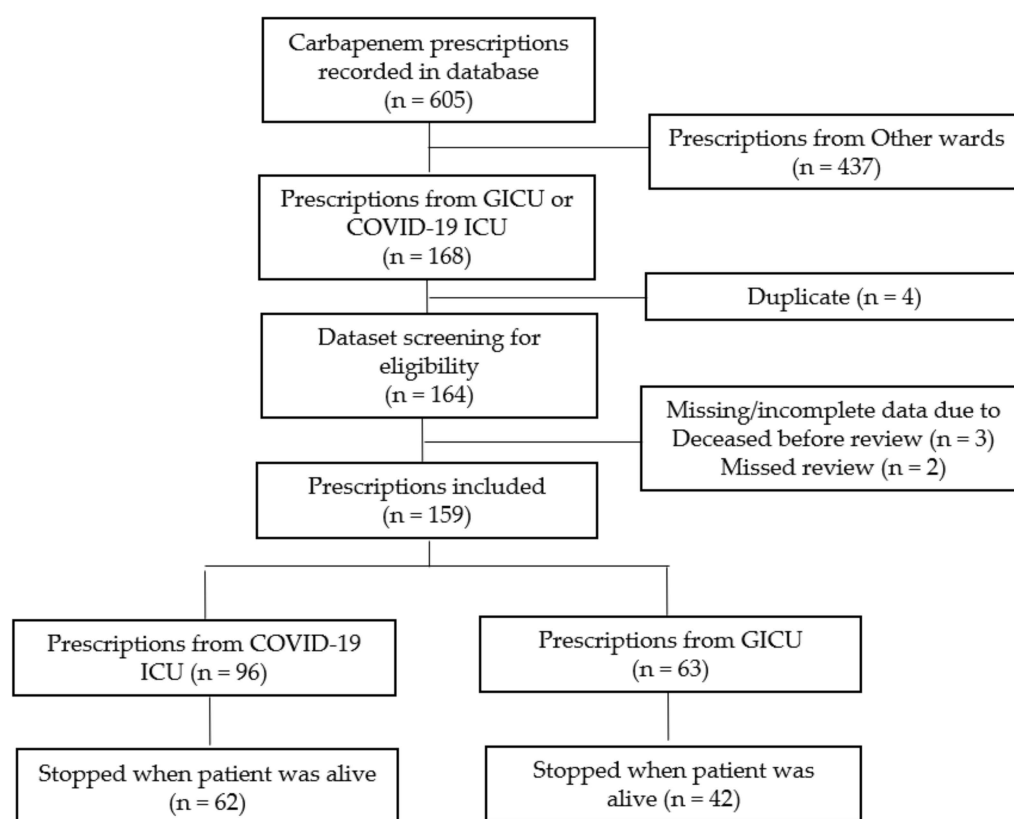 Carbapenem prescriptions
recorded in database
(n = 605)
Prescriptions from Other wards
(n = 437)
Prescriptions from GICU or
COVID-19 ICU
(n = 168)
Duplicate (n = 4)
Dataset screening for
eligibility
(n = 164)
Missing/incomplete data due to
Deceased before review (n = 3)
Missed review (n = 2)
Prescriptions included
(n = 159)
Prescriptions from COVID-19
ICU (n = 96)
Prescriptions from GICU
(n = 63)
Stopped when patient was alive
(n = 62)
Stopped when patient was
alive (n = 42)